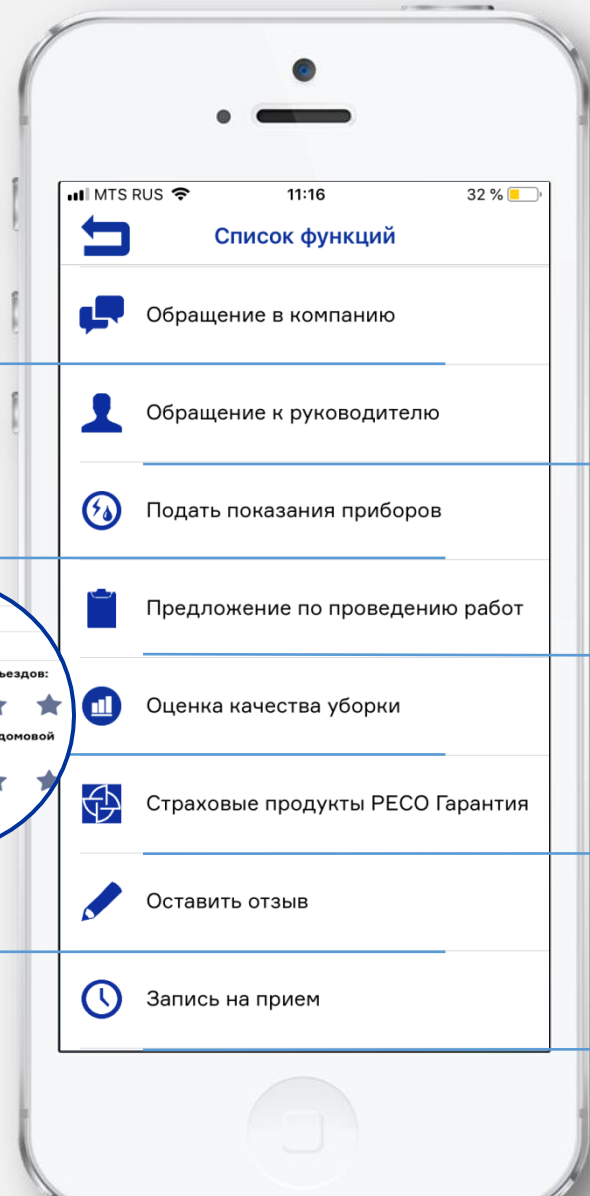 MTS RUS 11:16 32 %
Список функций
Обращение в компанию
Обращение к руководителю
Подать показания приборов
Предложение по проведению работ
ъездов:
Оценка качества уборки
домовой
Страховые продукты РЕСО Гарантия
Оставить отзыв
Запись на прием